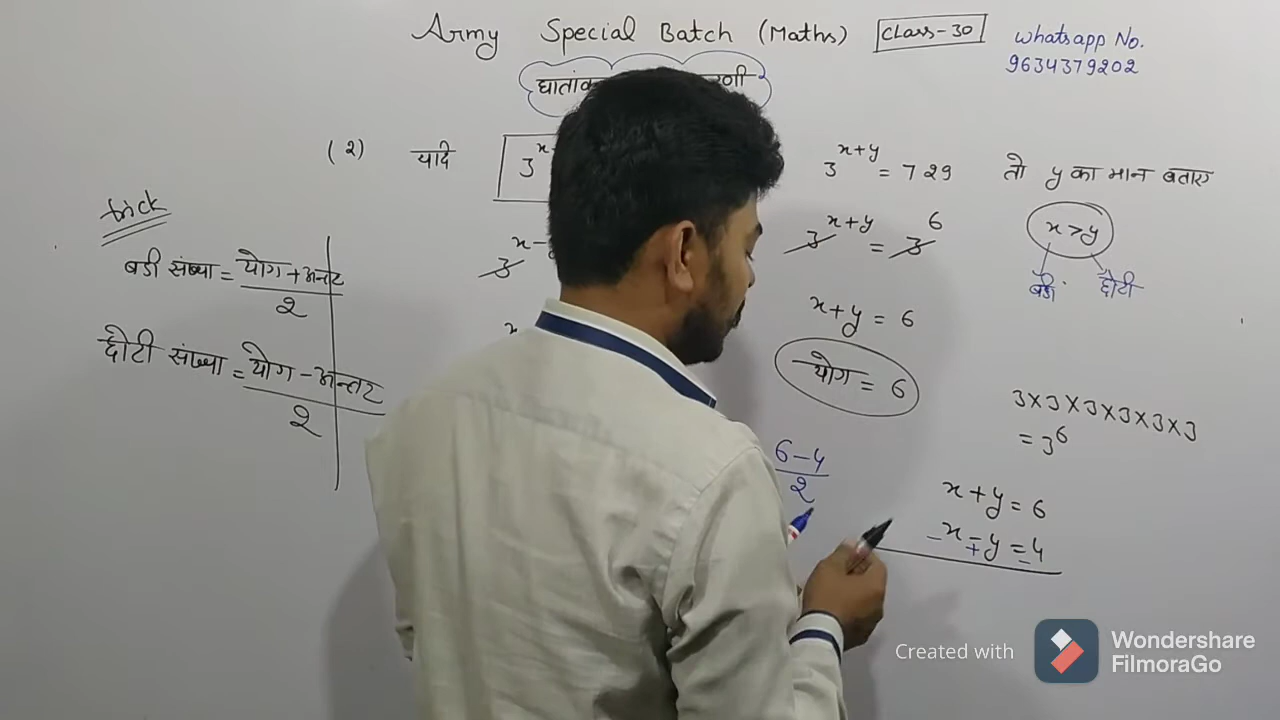 Army Special Batch (Maths) Class-30
Whatsapp No.
9634379202
(२) यदि 3 3^(x+y) = 729 तो y का मान बताए
trick
3^(x+y) = 3^6
x>y
बडी छोटी
बडी संख्या = योग+अन्तर / 2
x+y = 6
छोटी संख्या = योग-अन्तर / 2
योग = 6
3x3x3x3x3x3
= 3^6
6-4 / 2
x+y = 6
-x-y = 4
+ -
Created with Wondershare
FilmoraGo